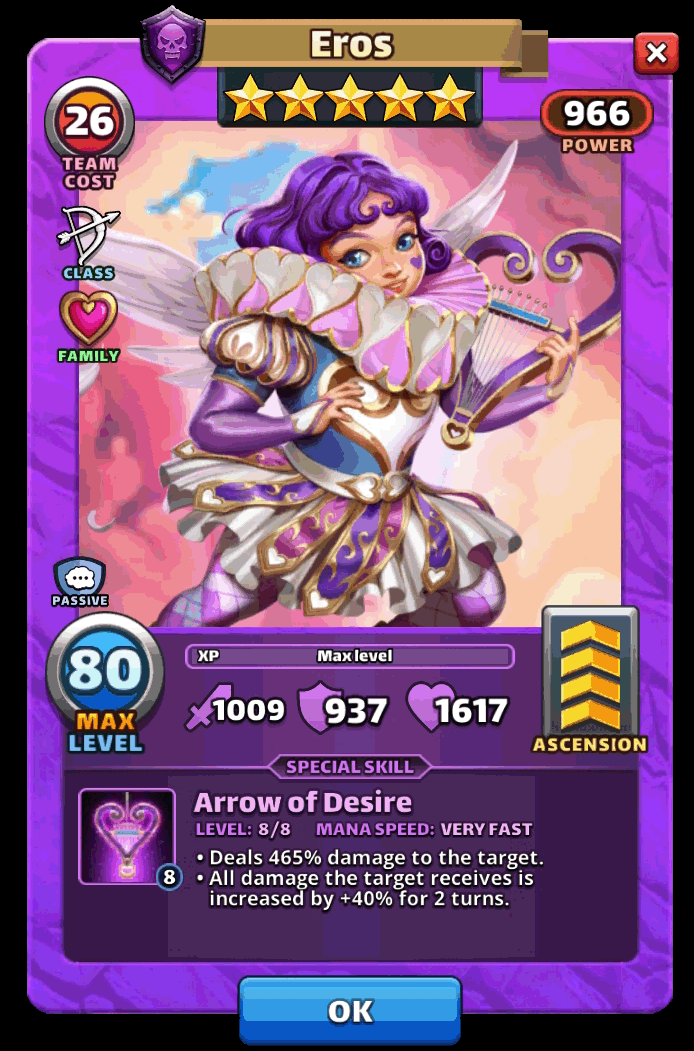 Eros
26
TEAM
COST
966
POWER
CLASS
FAMILY
PASSIVE
80
MAX
LEVEL
XP Max level
1009 937 1617
ASCENSION
SPECIAL SKILL
Arrow of Desire
LEVEL: 8/8 MANA SPEED: VERY FAST
8
• Deals 465% damage to the target.
• All damage the target receives is
increased by +40% for 2 turns.
OK